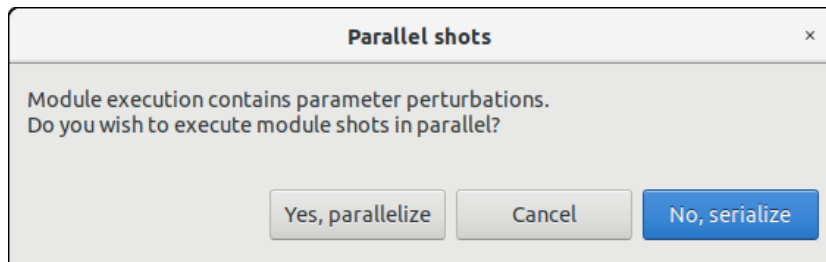 Parallel shots
×
Module execution contains parameter perturbations.
Do you wish to execute module shots in parallel?
Yes, parallelize
Cancel
No, serialize